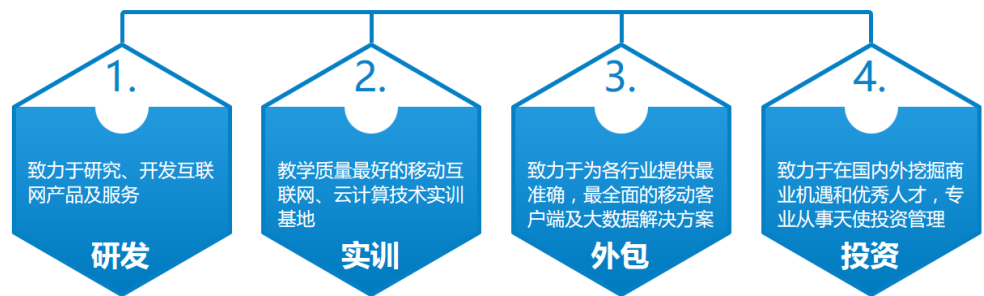 1.
致力于研究、开发互联
网产品及服务
研发
2.
教学质量最好的移动互
联网、云计算技术实训
基地
实训
3.
致力于为各行业提供最
准确，最全面的移动客
户端及大数据解决方案
外包
4.
致力于在国内外挖掘商
业机遇和优秀人才，专
业从事天使投资管理
投资